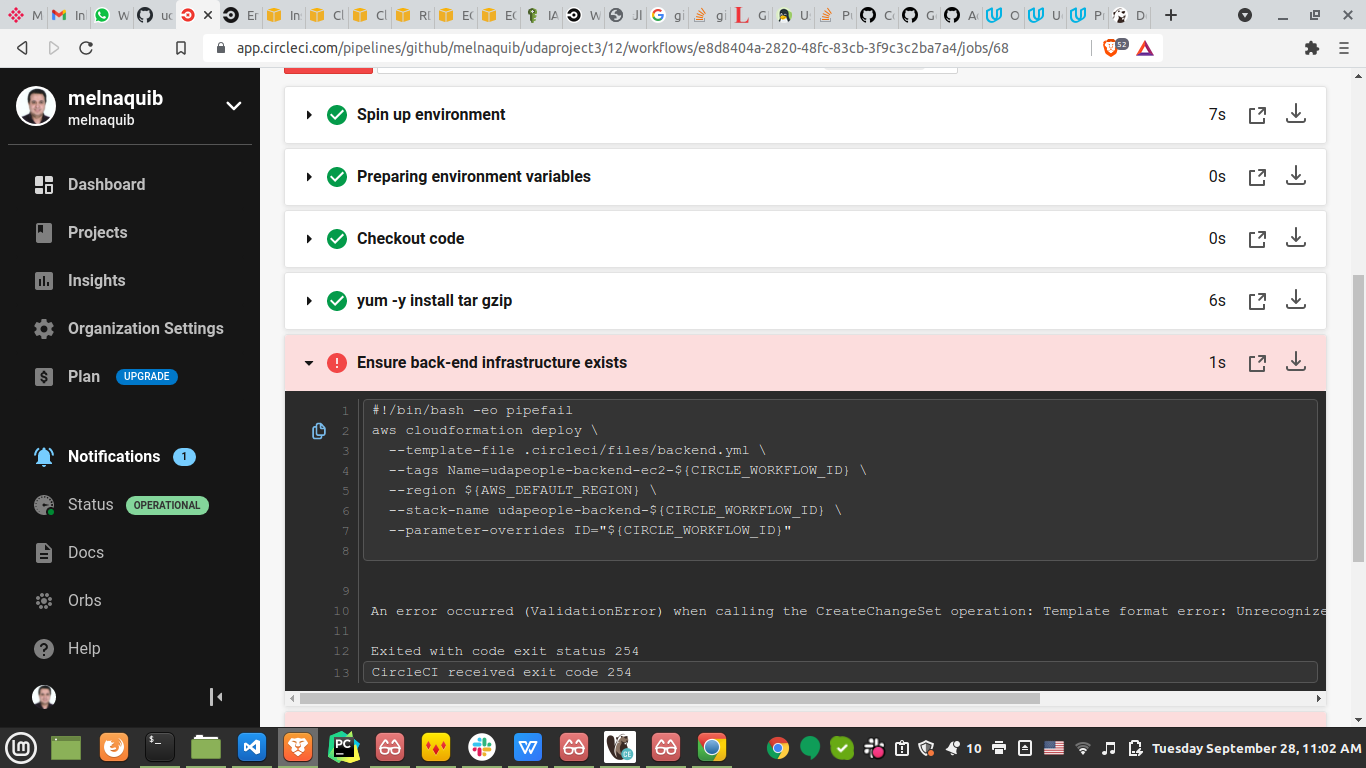 M
In
W
uc
Er
In
Cl
Cl
RI
EC
EC
IA
W
Jl
gi
gi
G
U:
Pu
Co
G
A
O
U
Pr
D
app.circleci.com/pipelines/github/melnaquib/udaproject3/12/workflows/e8d8404a-2820-48fc-83cb-3f9c3c2ba7a4/jobs/68
52
melnaquib
melnaquib
Dashboard
Projects
Insights
Organization Settings
Plan UPGRADE
Notifications 1
Status OPERATIONAL
Docs
Orbs
Help
Spin up environment 7s
Preparing environment variables 0s
Checkout code 0s
yum -y install tar gzip 6s
Ensure back-end infrastructure exists 1s
1 #!/bin/bash -eo pipefail
2 aws cloudformation deploy \
3 --template-file .circleci/files/backend.yml \
4 --tags Name=udapeople-backend-ec2-${CIRCLE_WORKFLOW_ID} \
5 --region ${AWS_DEFAULT_REGION} \
6 --stack-name udapeople-backend-${CIRCLE_WORKFLOW_ID} \
7 --parameter-overrides ID="${CIRCLE_WORKFLOW_ID}"
8
9
10 An error occurred (ValidationError) when calling the CreateChangeSet operation: Template format error: Unrecognize
11
12 Exited with code exit status 254
13 CircleCI received exit code 254
10
Tuesday September 28, 11:02 AM